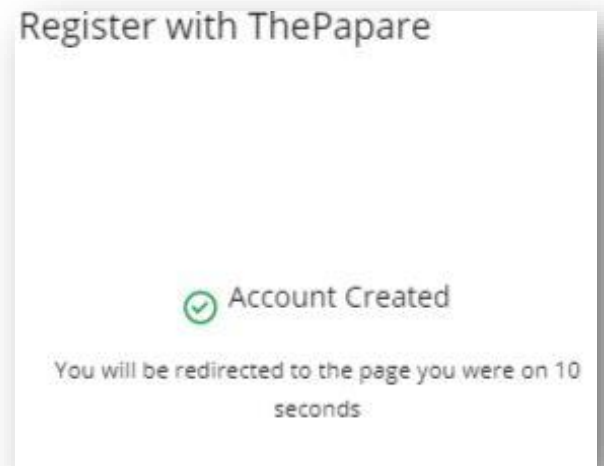 Register with ThePapare
Account Created
You will be redirected to the page you were on 10
seconds